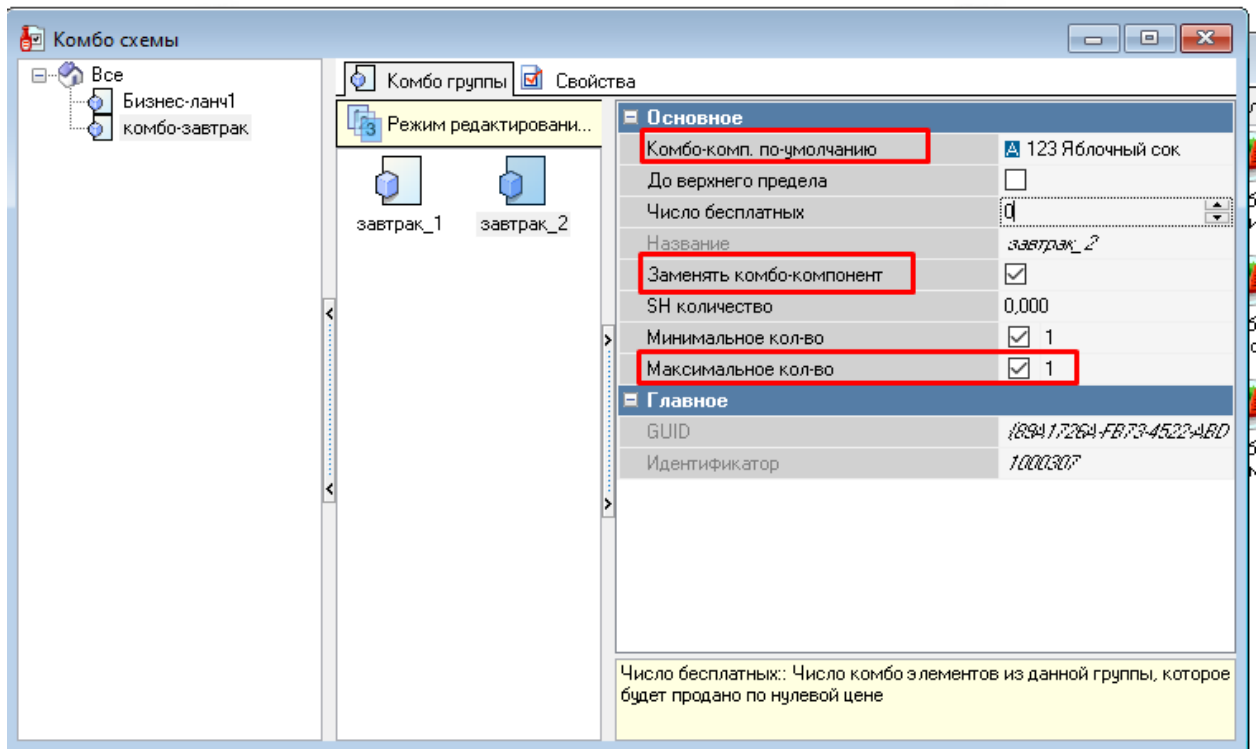 Комбо схемы
Все
Бизнес-ланч1
комбо-завтрак
Комбо группы
Свойства
Режим редактировани...
завтрак_1
завтрак_2
Основное
Комбо-комп. по-умолчанию
123 Яблочный сок
До верхнего предела
Число бесплатных
0
Название
завтрак_2
Заменять комбо-компонент
SH количество
0,000
Минимальное кол-во
1
Максимальное кол-во
1
Главное
GUID
{89A1726A-FB73-4522-ABD
Идентификатор
1000307
Число бесплатных:: Число комбо элементов из данной группы, которое
будет продано по нулевой цене